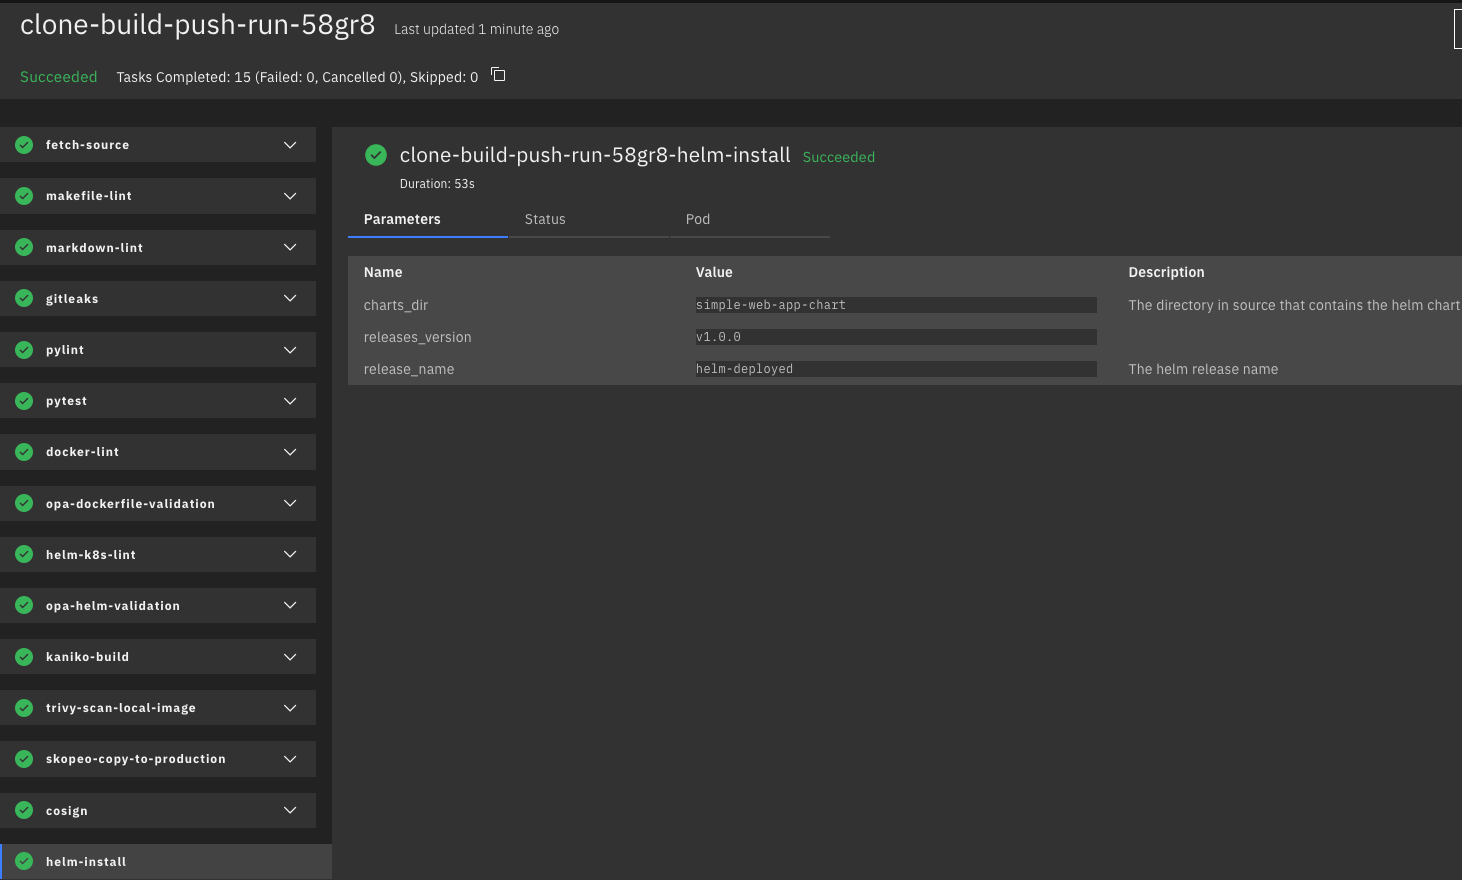 clone-build-push-run-58gr8 Last updated 1 minute ago
Succeeded Tasks Completed: 15 (Failed: 0, Cancelled 0), Skipped: 0
fetch-source
makefile-lint
markdown-lint
gitleaks
pylint
pytest
docker-lint
opa-dockerfile-validation
helm-k8s-lint
opa-helm-validation
kaniko-build
trivy-scan-local-image
skopeo-copy-to-production
cosign
helm-install
clone-build-push-run-58gr8-helm-install Succeeded
Duration: 53s
Parameters Status Pod
Name Value Description
charts_dir simple-web-app-chart The directory in source that contains the helm chart
releases_version v1.0.0
release_name helm-deployed The helm release name